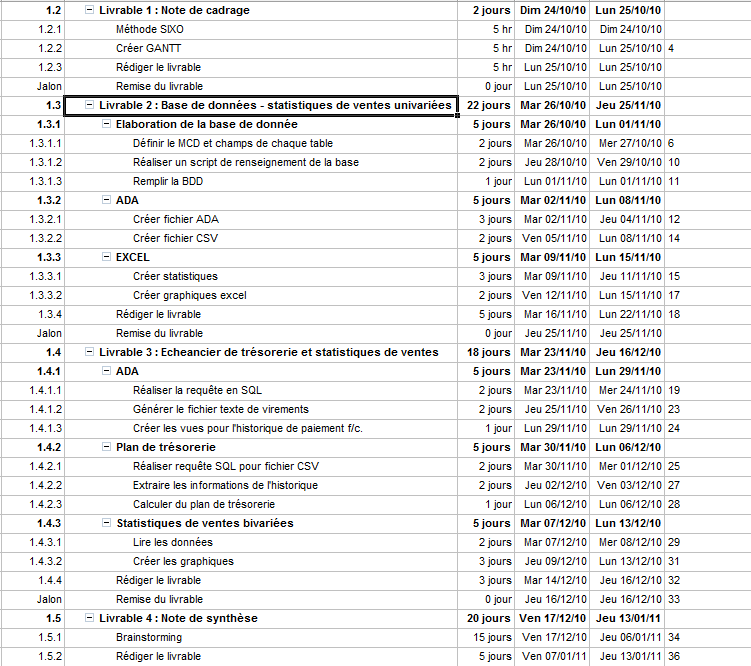 1.2 Livrable 1 : Note de cadrage 2 jours Dim 24/10/10 Lun 25/10/10
1.2.1 Méthode SIXO 5 hr Dim 24/10/10 Dim 24/10/10
1.2.2 Créer GANTT 5 hr Dim 24/10/10 Lun 25/10/10 4
1.2.3 Rédiger le livrable 5 hr Lun 25/10/10 Lun 25/10/10
Jalon Remise du livrable 0 jour Lun 25/10/10 Lun 25/10/10
1.3 Livrable 2 : Base de données - statistiques de ventes univariées 22 jours Mar 26/10/10 Jeu 25/11/10
1.3.1 Elaboration de la base de donnée 5 jours Mar 26/10/10 Lun 01/11/10
1.3.1.1 Définir le MCD et champs de chaque table 2 jours Mar 26/10/10 Mer 27/10/10 6
1.3.1.2 Réaliser un script de renseignement de la base 2 jours Jeu 28/10/10 Ven 29/10/10 10
1.3.1.3 Remplir la BDD 1 jour Lun 01/11/10 Lun 01/11/10 11
1.3.2 ADA 5 jours Mar 02/11/10 Lun 08/11/10
1.3.2.1 Créer fichier ADA 3 jours Mar 02/11/10 Jeu 04/11/10 12
1.3.2.2 Créer fichier CSV 2 jours Ven 05/11/10 Lun 08/11/10 14
1.3.3 EXCEL 5 jours Mar 09/11/10 Lun 15/11/10
1.3.3.1 Créer statistiques 3 jours Mar 09/11/10 Jeu 11/11/10 15
1.3.3.2 Créer graphiques excel 2 jours Ven 12/11/10 Lun 15/11/10 17
1.3.4 Rédiger le livrable 5 jours Mar 16/11/10 Lun 22/11/10 18
Jalon Remise du livrable 0 jour Jeu 25/11/10 Jeu 25/11/10
1.4 Livrable 3 : Echeancier de trésorerie et statistiques de ventes 18 jours Mar 23/11/10 Jeu 16/12/10
1.4.1 ADA 5 jours Mar 23/11/10 Lun 29/11/10
1.4.1.1 Réaliser la requête en SQL 2 jours Mar 23/11/10 Mer 24/11/10 19
1.4.1.2 Générer le fichier texte de virements 2 jours Jeu 25/11/10 Ven 26/11/10 23
1.4.1.3 Créer les vues pour l'historique de paiement f/c. 1 jour Lun 29/11/10 Lun 29/11/10 24
1.4.2 Plan de trésorerie 5 jours Mar 30/11/10 Lun 06/12/10
1.4.2.1 Réaliser requête SQL pour fichier CSV 2 jours Mar 30/11/10 Mer 01/12/10 25
1.4.2.2 Extraire les informations de l'historique 2 jours Jeu 02/12/10 Ven 03/12/10 27
1.4.2.3 Calculer du plan de trésorerie 1 jour Lun 06/12/10 Lun 06/12/10 28
1.4.3 Statistiques de ventes bivariées 5 jours Mar 07/12/10 Lun 13/12/10
1.4.3.1 Lire les données 2 jours Mar 07/12/10 Mer 08/12/10 29
1.4.3.2 Créer les graphiques 3 jours Jeu 09/12/10 Lun 13/12/10 31
1.4.4 Rédiger le livrable 3 jours Mar 14/12/10 Jeu 16/12/10 32
Jalon Remise du livrable 0 jour Jeu 16/12/10 Jeu 16/12/10 33
1.5 Livrable 4 : Note de synthèse 20 jours Ven 17/12/10 Jeu 13/01/11
1.5.1 Brainstorming 15 jours Ven 17/12/10 Jeu 06/01/11 34
1.5.2 Rédiger le livrable 5 jours Ven 07/01/11 Jeu 13/01/11 36